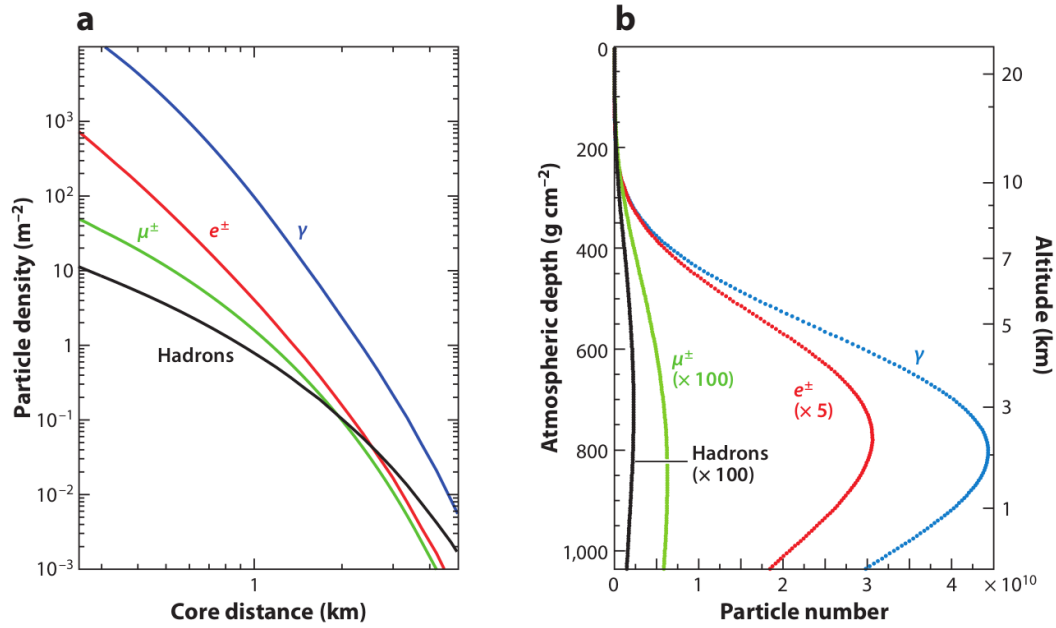 a
Particle density (m⁻²)
10³
10²
10
1
10⁻¹
10⁻²
10⁻³
μ±
e±
γ
Hadrons
1
Core distance (km)
b
Atmospheric depth (g cm⁻²)
0
200
400
600
800
1,000
μ±
(× 100)
e±
(× 5)
γ
Hadrons
(× 100)
20
10
7
5
3
1
Altitude (km)
0 1 2 3 4 × 10¹⁰
Particle number